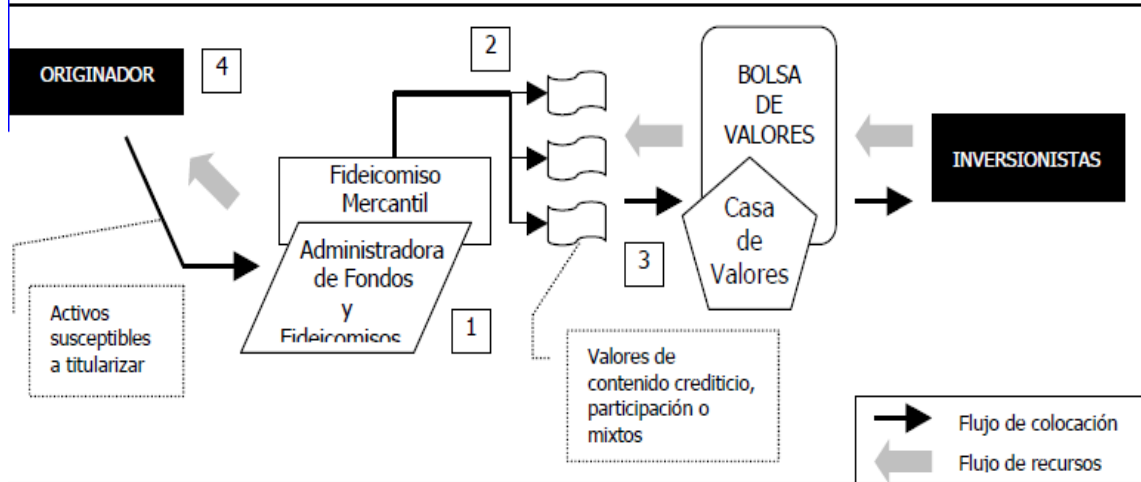 ORIGINADOR
4
2
BOLSA
DE
VALORES
INVERSIONISTAS
Fideicomiso
Mercantil
Casa
de
Valores
Administradora
de Fondos
y
Fideicomisos
3
1
Activos
susceptibles
a titularizar
Valores de
contenido crediticio,
participación o
mixtos
Flujo de colocación
Flujo de recursos